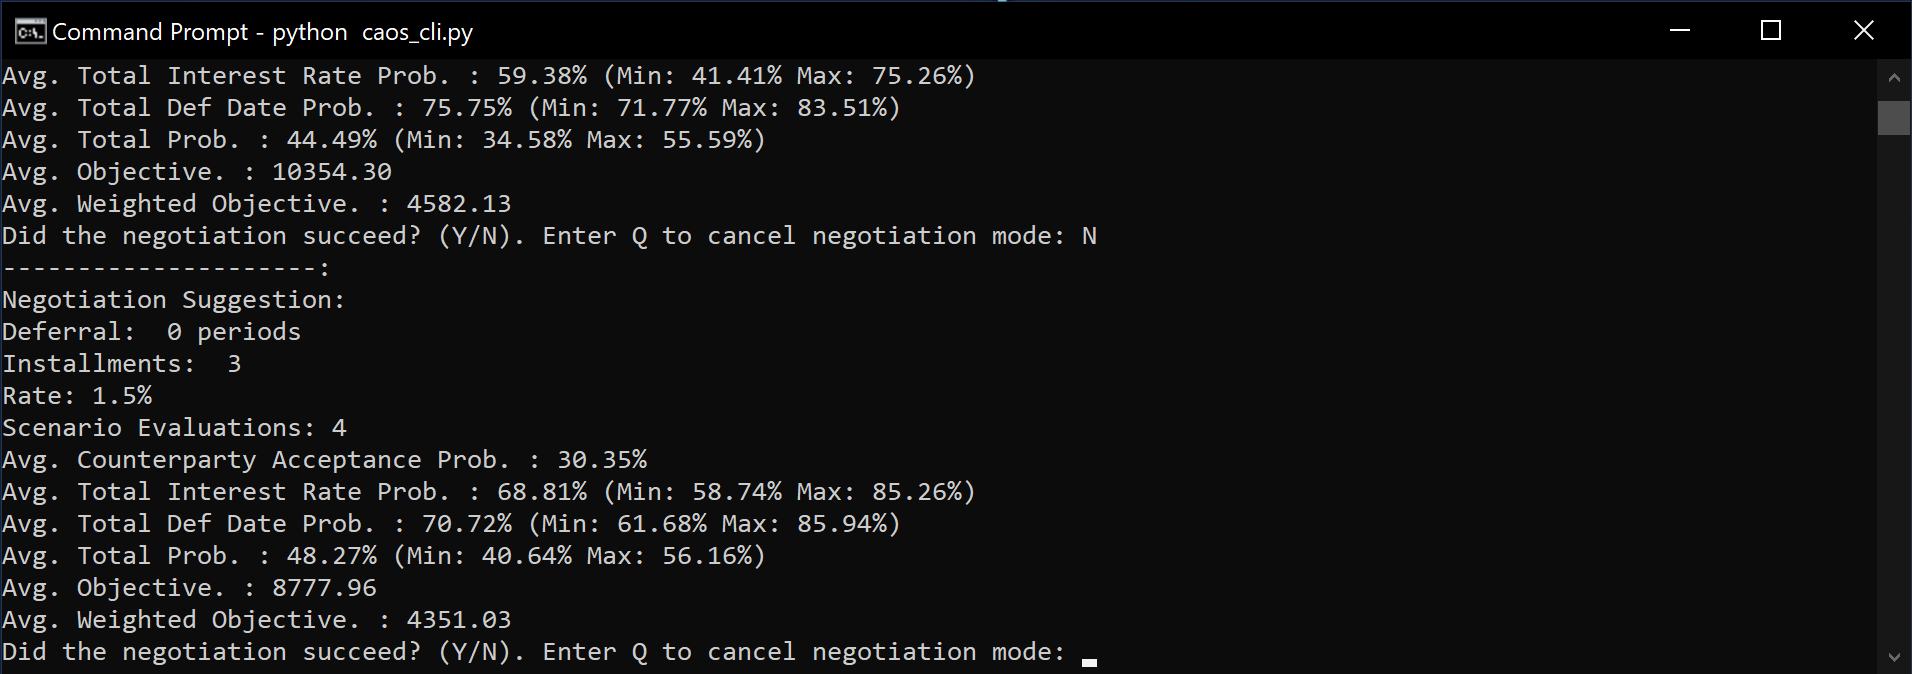 Command Prompt - python  caos_cli.py
Avg. Total Interest Rate Prob. : 59.38% (Min: 41.41% Max: 75.26%)
Avg. Total Def Date Prob. : 75.75% (Min: 71.77% Max: 83.51%)
Avg. Total Prob. : 44.49% (Min: 34.58% Max: 55.59%)
Avg. Objective. : 10354.30
Avg. Weighted Objective. : 4582.13
Did the negotiation succeed? (Y/N). Enter Q to cancel negotiation mode: N
---------------------:
Negotiation Suggestion:
Deferral:  0 periods
Installments:  3
Rate: 1.5%
Scenario Evaluations: 4
Avg. Counterparty Acceptance Prob. : 30.35%
Avg. Total Interest Rate Prob. : 68.81% (Min: 58.74% Max: 85.26%)
Avg. Total Def Date Prob. : 70.72% (Min: 61.68% Max: 85.94%)
Avg. Total Prob. : 48.27% (Min: 40.64% Max: 56.16%)
Avg. Objective. : 8777.96
Avg. Weighted Objective. : 4351.03
Did the negotiation succeed? (Y/N). Enter Q to cancel negotiation mode: